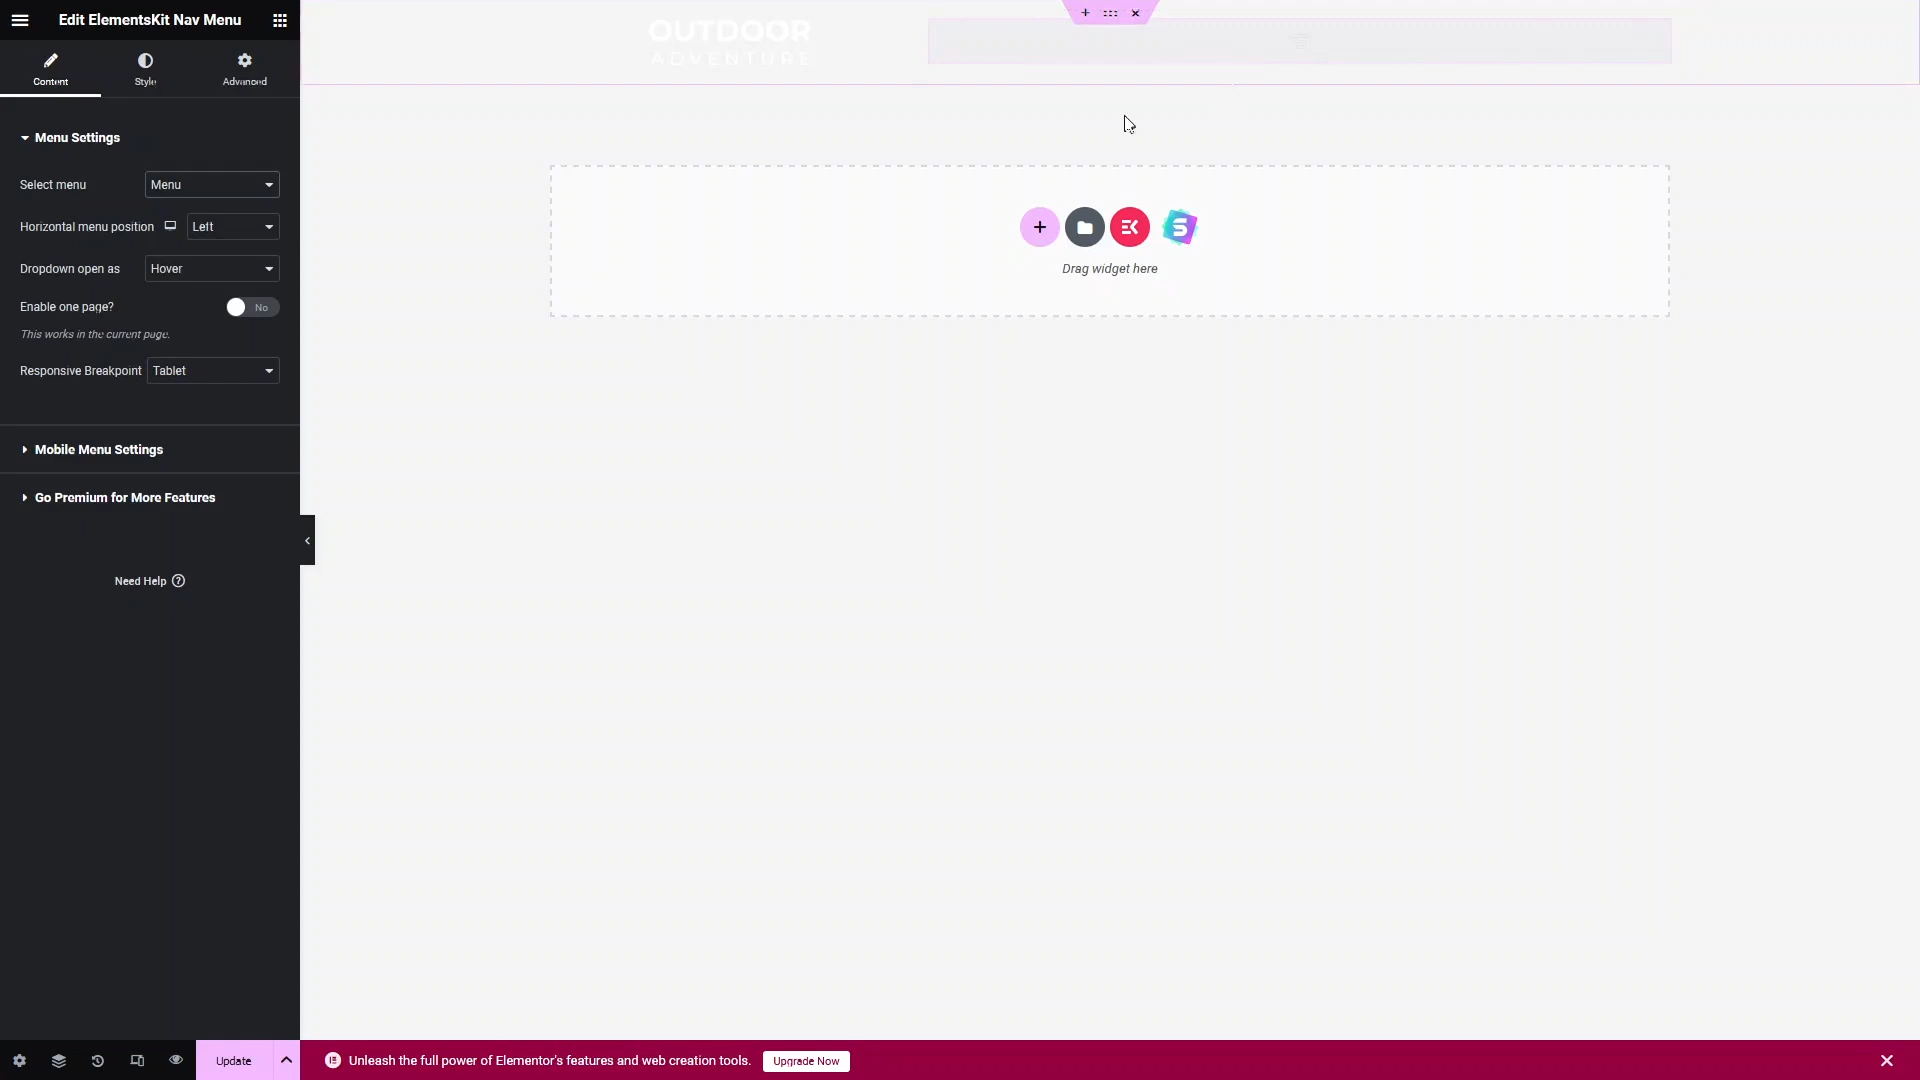 Edit ElementsKit Nav Menu
Content
Style
Advanced
OUTDOOR
ADVENTURE
Menu Settings
Select menu
Menu
Horizontal menu position
Left
Dropdown open as
Hover
Enable one page?
No
This works in the current page.
Responsive Breakpoint
Tablet
Mobile Menu Settings
Go Premium for More Features
Need Help
Drag widget here
Update
Unleash the full power of Elementor's features and web creation tools.
Upgrade Now